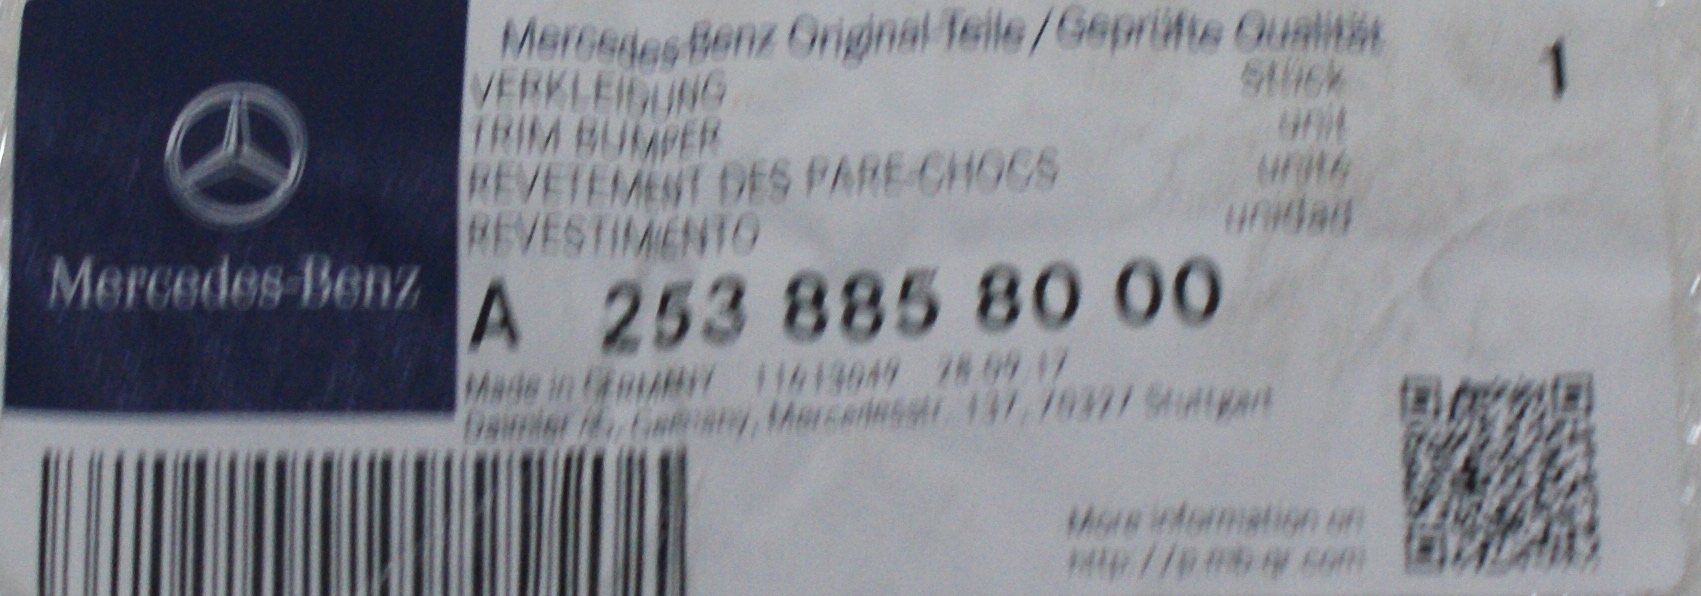 Mercedes-Benz
Mercedes-Benz Original-Teile / Geprüfte Qualität
VERKLEIDUNG Stück 1
TRIM BUMPER unit
REVETEMENT DES PARE-CHOCS unité
REVESTIMIENTO unidad
A 253 885 80 00
Made in GERMANY 11613049 28.09.17
Daimler AG, Germany, Mercedesstr. 137, 70327 Stuttgart
More information on
http://p.mb-qr.com